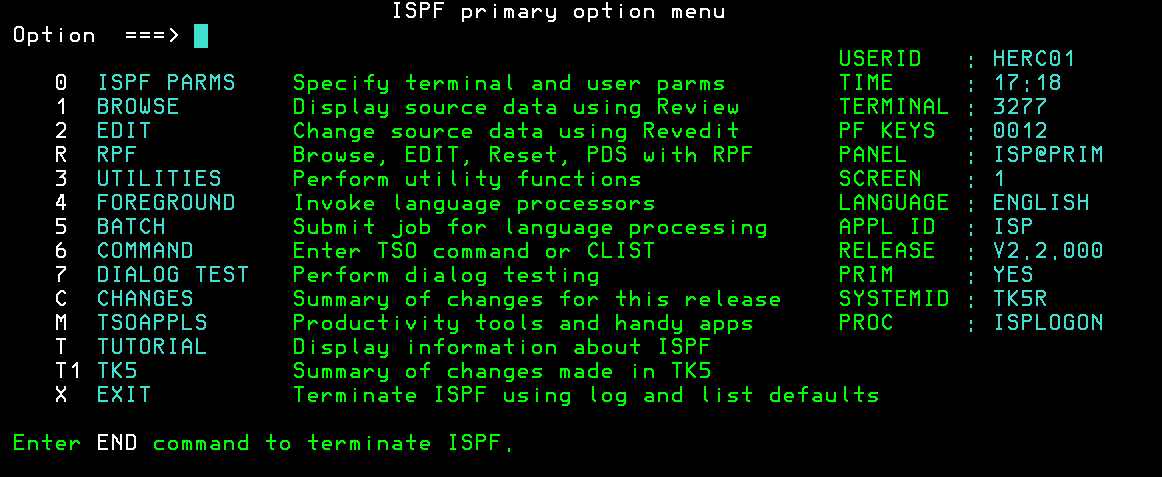 ISPF primary option menu
Option  ===>
USERID   : HERC01
0  ISPF PARMS  Specify terminal and user parms  TIME     : 17:18
1  BROWSE  Display source data using Review  TERMINAL : 3277
2  EDIT  Change source data using Revedit  PF KEYS  : 0012
R  RPF  Browse, EDIT, Reset, PDS with RPF  PANEL    : ISP@PRIM
3  UTILITIES  Perform utility functions  SCREEN   : 1
4  FOREGROUND  Invoke language processors  LANGUAGE : ENGLISH
5  BATCH  Submit job for language processing  APPL ID  : ISP
6  COMMAND  Enter TSO command or CLIST  RELEASE  : V2.2.000
7  DIALOG TEST  Perform dialog testing  PRIM     : YES
C  CHANGES  Summary of changes for this release  SYSTEMID : TK5R
M  TSOAPPLS  Productivity tools and handy apps  PROC     : ISPLOGON
T  TUTORIAL  Display information about ISPF
T1 TK5  Summary of changes made in TK5
X  EXIT  Terminate ISPF using log and list defaults
Enter END command to terminate ISPF.